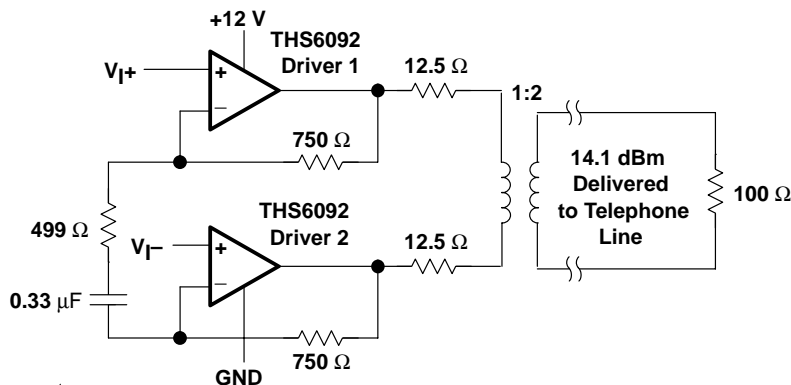 +12 V
THS6092
Driver 1
VI+
+
−
12.5 Ω
1:2
750 Ω
14.1 dBm
Delivered
to Telephone
Line
100 Ω
499 Ω
THS6092
Driver 2
VI−
+
−
12.5 Ω
0.33 μF
750 Ω
GND